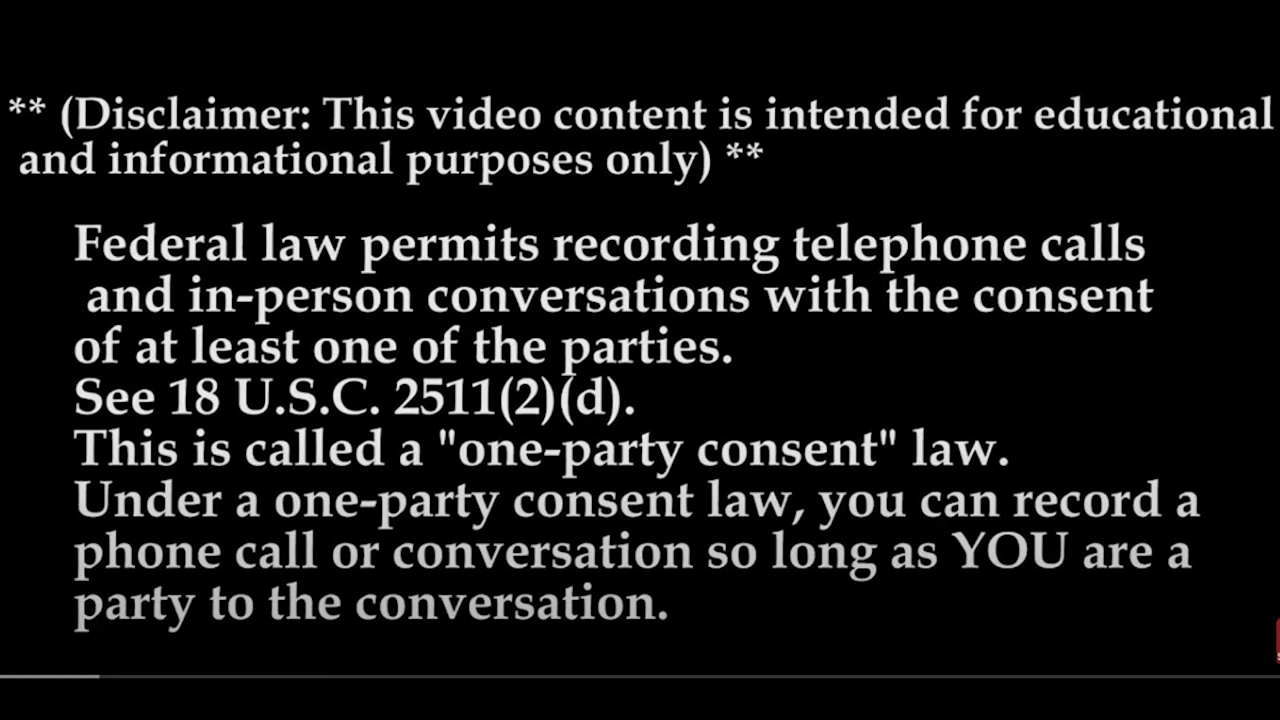 ** (Disclaimer: This video content is intended for educational
and informational purposes only) **
Federal law permits recording telephone calls
and in-person conversations with the consent
of at least one of the parties.
See 18 U.S.C. 2511(2)(d).
This is called a "one-party consent" law.
Under a one-party consent law, you can record a
phone call or conversation so long as YOU are a
party to the conversation.